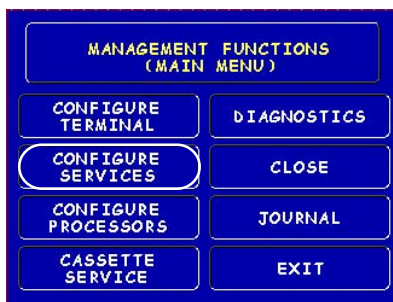 MANAGEMENT FUNCTIONS
(MAIN MENU)
CONFIGURE
TERMINAL
DIAGNOSTICS
CONFIGURE
SERVICES
CLOSE
CONFIGURE
PROCESSORS
JOURNAL
CASSETTE
SERVICE
EXIT